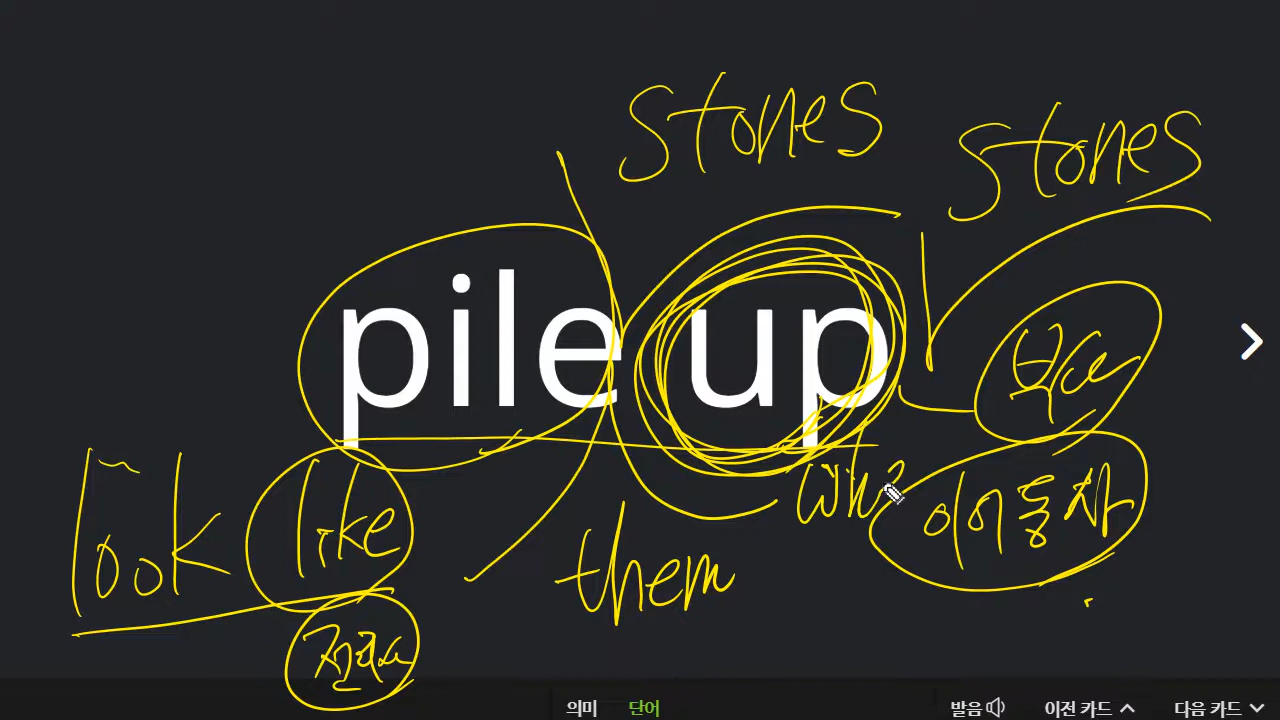 stones
stones
pile up
부사
look like
who
이어동사
them
전치사
의미 단어 발음 이전 카드 다음 카드